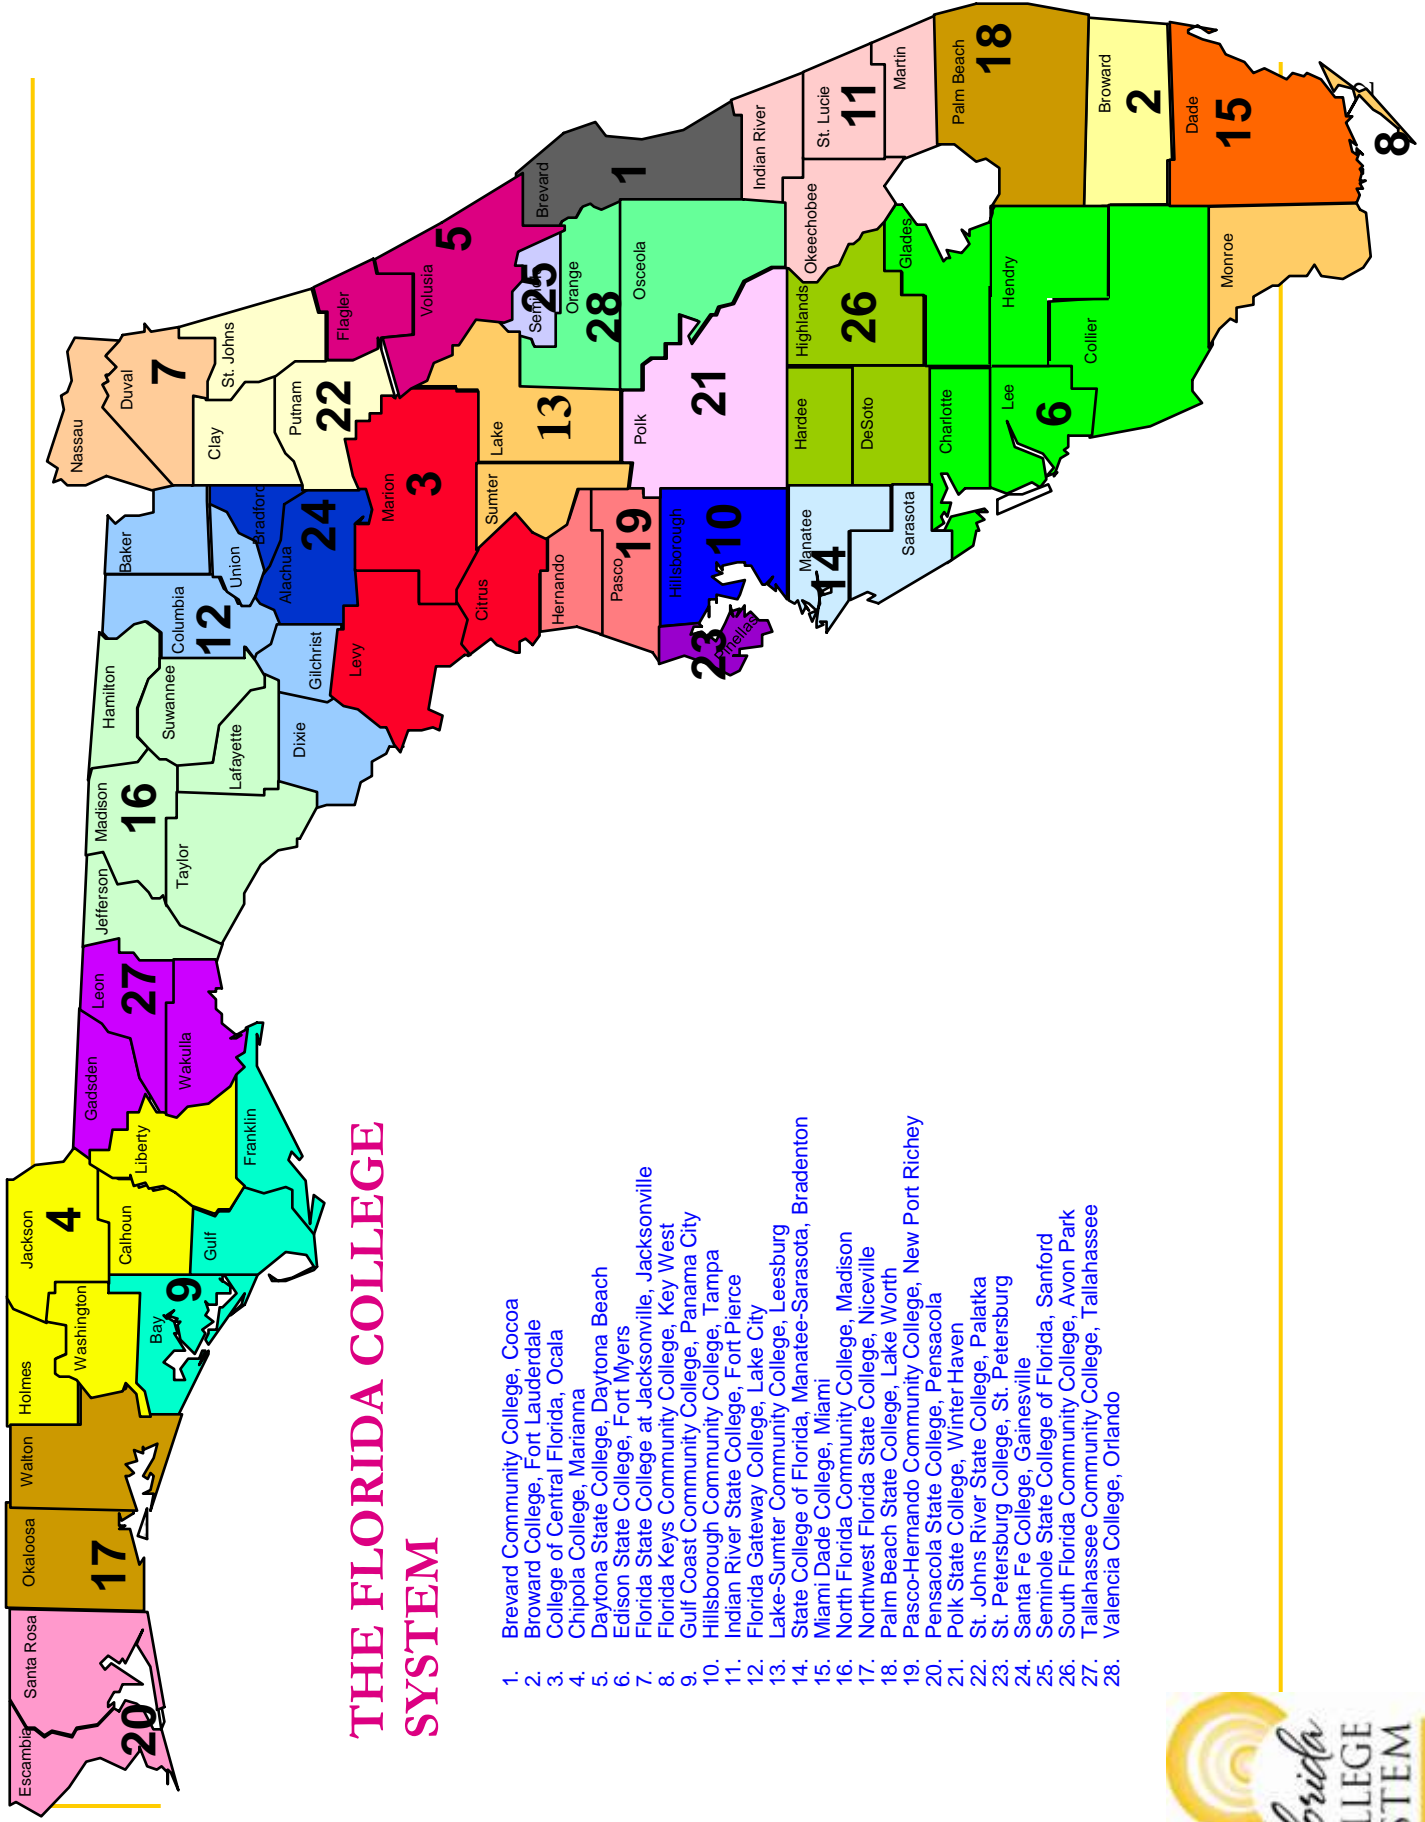 THE FLORIDA COLLEGE
SYSTEM
1. Brevard Community College, Cocoa
2. Broward College, Fort Lauderdale
3. College of Central Florida, Ocala
4. Chipola College, Marianna
5. Daytona State College, Daytona Beach
6. Edison State College, Fort Myers
7. Florida State College at Jacksonville, Jacksonville
8. Florida Keys Community College, Key West
9. Gulf Coast Community College, Panama City
10. Hillsborough Community College, Tampa
11. Indian River State College, Fort Pierce
12. Florida Gateway College, Lake City
13. Lake-Sumter Community College, Leesburg
14. State College of Florida, Manatee-Sarasota, Bradenton
15. Miami Dade College, Miami
16. North Florida Community College, Madison
17. Northwest Florida State College, Niceville
18. Palm Beach State College, Lake Worth
19. Pasco-Hernando Community College, New Port Richey
20. Pensacola State College, Pensacola
21. Polk State College, Winter Haven
22. St. Johns River State College, Palatka
23. St. Petersburg College, St. Petersburg
24. Santa Fe College, Gainesville
25. Seminole State College of Florida, Sanford
26. South Florida Community College, Avon Park
27. Tallahassee Community College, Tallahassee
28. Valencia College, Orlando
Escambia
Santa Rosa
20
Okaloosa
Walton
17
Holmes
Washington
Jackson
4
Calhoun
Liberty
Bay
9
Gulf
Franklin
Gadsden
Leon
27
Wakulla
Jefferson
Madison
16
Taylor
Hamilton
Suwannee
Lafayette
Dixie
Columbia
12
Gilchrist
Baker
Union
Bradford
Alachua
24
Nassau
Duval
7
Clay
St. Johns
Putnam
22
Flagler
Volusia
5
Levy
Marion
3
Citrus
Sumter
Lake
13
Hernando
Pasco
19
Seminol
25
Orange
28
Osceola
Brevard
1
Polk
21
Hillsborough
10
Pinellas
23
Manatee
14
Sarasota
Hardee
DeSoto
Highlands
26
Okeechobee
Indian River
St. Lucie
11
Martin
Glades
Charlotte
Lee
6
Hendry
Collier
Palm Beach
18
Broward
2
Dade
15
Monroe
8
orida
LLEGE
STEM